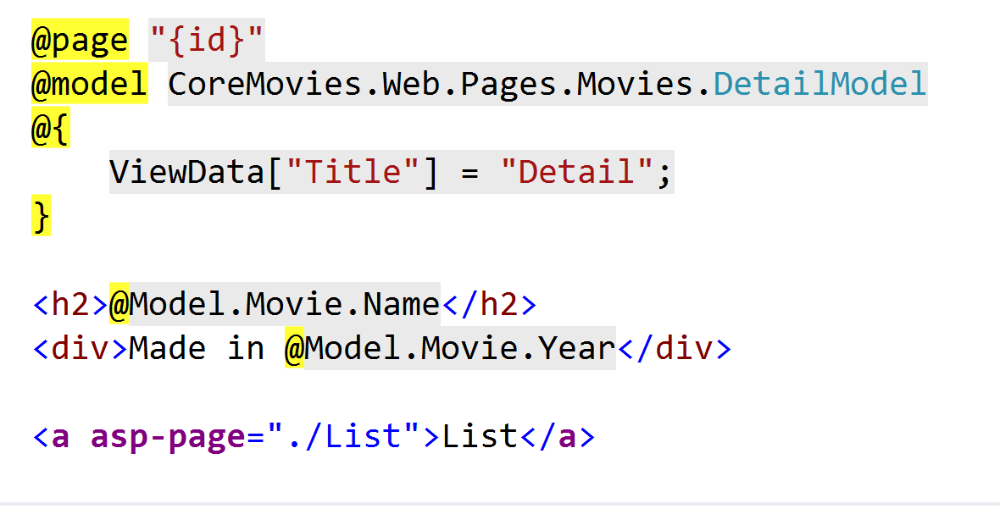 @page "{id}"
@model CoreMovies.Web.Pages.Movies.DetailModel
@{
    ViewData["Title"] = "Detail";
}
<h2>@Model.Movie.Name</h2>
<div>Made in @Model.Movie.Year</div>
<a asp-page="./List">List</a>